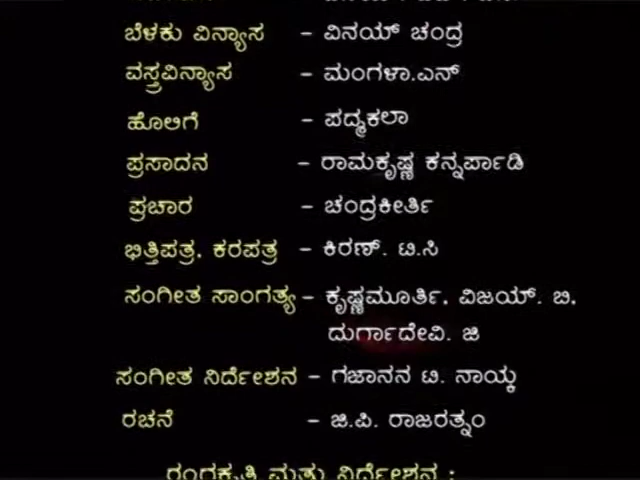 ಬೆಳಕು ವಿನ್ಯಾಸ – ವಿನಯ್ ಚಂದ್ರ
ವಸ್ತ್ರವಿನ್ಯಾಸ – ಮಂಗಳಾ.ಎನ್
ಹೊಲಿಗೆ – ಪದ್ಮಕಲಾ
ಪ್ರಸಾದನ – ರಾಮಕೃಷ್ಣ ಕನ್ನರ್ಪಾಡಿ
ಪ್ರಚಾರ – ಚಂದ್ರಕೀರ್ತಿ
ಭಿತ್ತಿಪತ್ರ. ಕರಪತ್ರ – ಕಿರಣ್. ಟಿ.ಸಿ
ಸಂಗೀತ ಸಾಂಗತ್ಯ – ಕೃಷ್ಣಮೂರ್ತಿ. ವಿಜಯ್. ಬಿ.
ದುರ್ಗಾದೇವಿ. ಜಿ
ಸಂಗೀತ ನಿರ್ದೇಶನ – ಗಜಾನನ ಟಿ. ನಾಯ್ಕ
ರಚನೆ – ಜಿ.ಪಿ. ರಾಜರತ್ನಂ
ರಂಗಕೃತಿ ಮತ್ತು ನಿರ್ದೇಶನ :